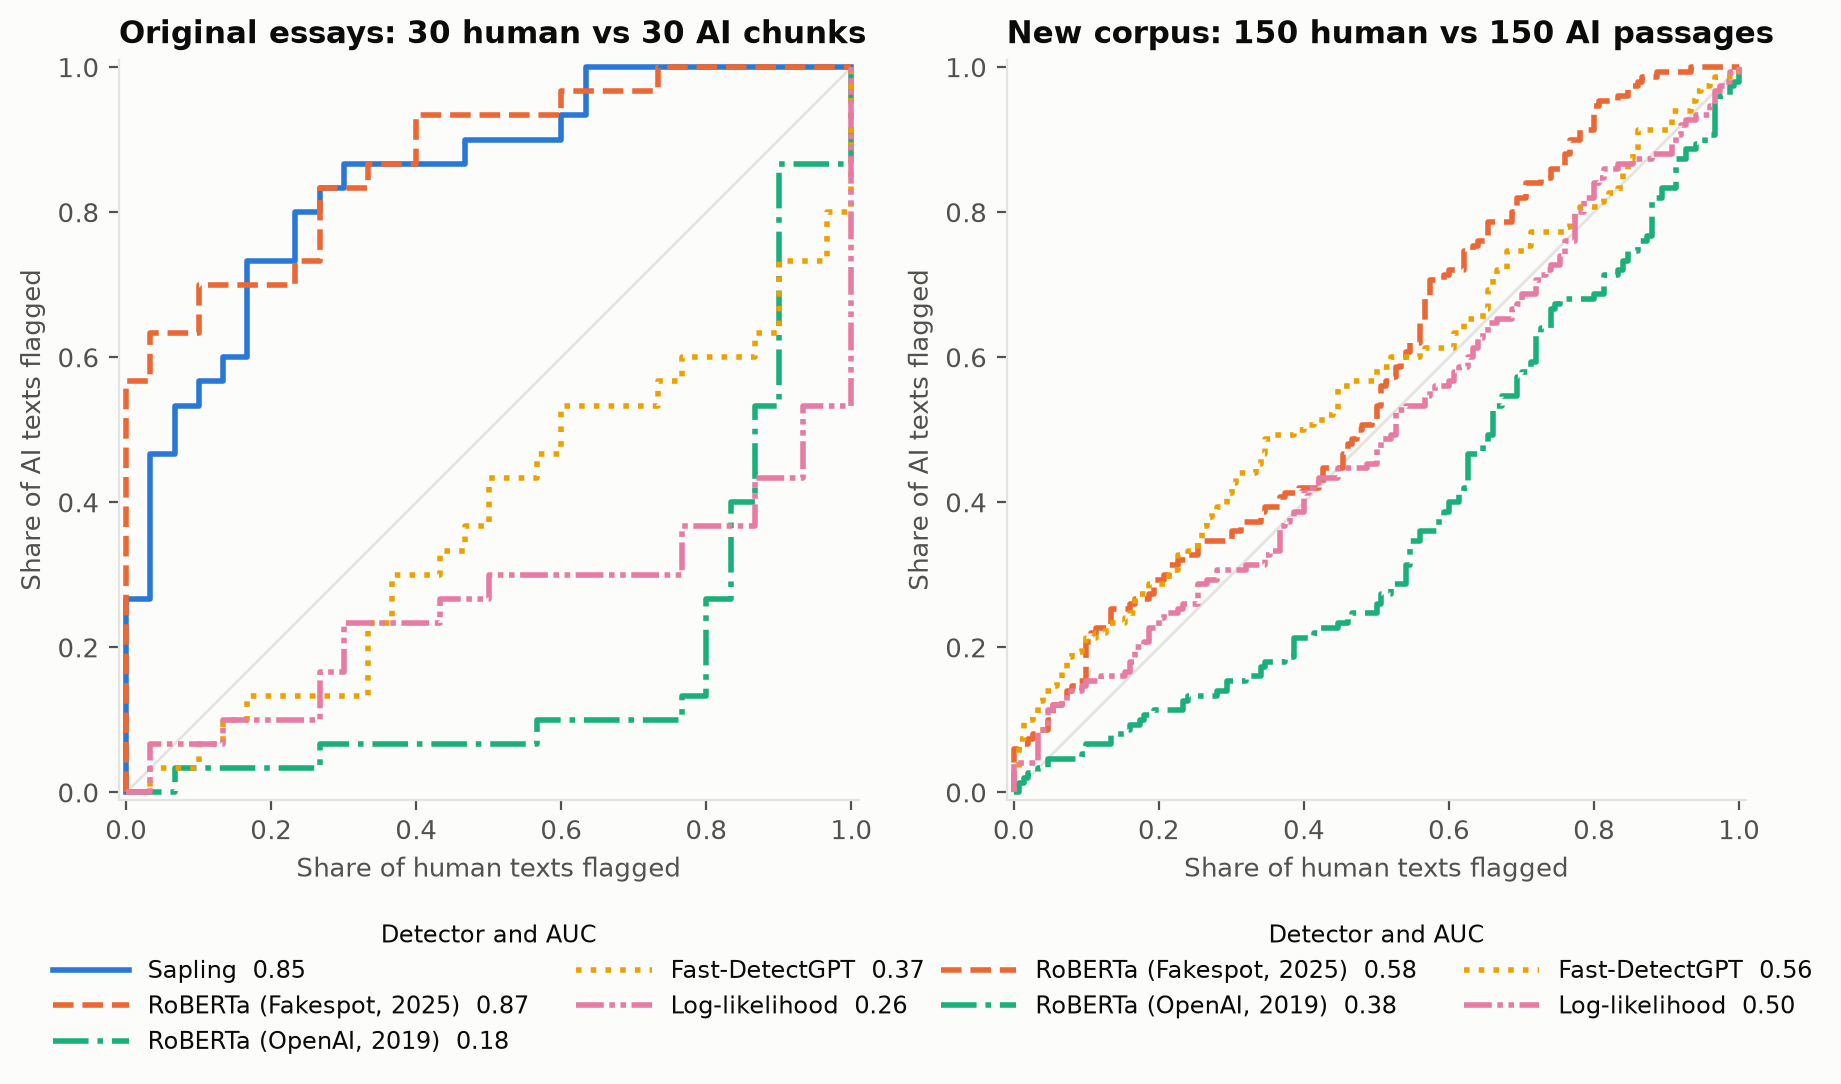 Original essays: 30 human vs 30 AI chunks
1.0
0.8
0.6
0.4
0.2
0.0
Share of AI texts flagged
0.0 0.2 0.4 0.6 0.8 1.0
Share of human texts flagged
Detector and AUC
Sapling 0.85
RoBERTa (Fakespot, 2025) 0.87
RoBERTa (OpenAI, 2019) 0.18
Fast-DetectGPT 0.37
Log-likelihood 0.26
New corpus: 150 human vs 150 AI passages
1.0
0.8
0.6
0.4
0.2
0.0
Share of AI texts flagged
0.0 0.2 0.4 0.6 0.8 1.0
Share of human texts flagged
Detector and AUC
RoBERTa (Fakespot, 2025) 0.58
RoBERTa (OpenAI, 2019) 0.38
Fast-DetectGPT 0.56
Log-likelihood 0.50